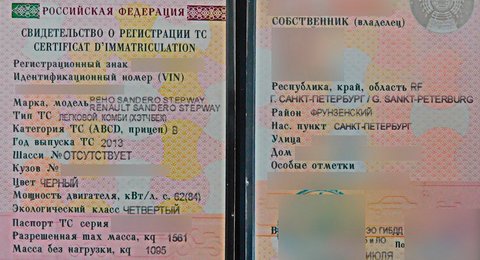 РОССИЙСКАЯ ФЕДЕРАЦИЯ
СВИДЕТЕЛЬСТВО О РЕГИСТРАЦИИ ТС
CERTIFICAT D'IMMATRICULATION
Регистрационный знак
Идентификационный номер (VIN)
Марка, модель РЕНО SANDERO STEPWAY
RENAULT SANDERO STEPWAY
Тип ТС ЛЕГКОВОЙ КОМБИ (ХЭТЧБЕК)
Категория ТС (ABCD, прицеп) B
Год выпуска ТС 2013
Шасси № ОТСУТСТВУЕТ
Кузов №
Цвет ЧЕРНЫЙ
Мощность двигателя, кВт/л. с. 62(84)
Экологический класс ЧЕТВЕРТЫЙ
Паспорт ТС серия
Разрешенная max масса, kg 1561
Масса без нагрузки, kg 1095
СОБСТВЕННИК (владелец)
Республика, край, область RF
Г. САНКТ-ПЕТЕРБУРГ/ G. SANKT-PETERBURG
Район ФРУНЗЕНСКИЙ
Нас. пункт САНКТ-ПЕТЕРБУРГ
Улица
Дом
Особые отметки
ЭО ГИБДД
и ЛО
ИЮЛЯ